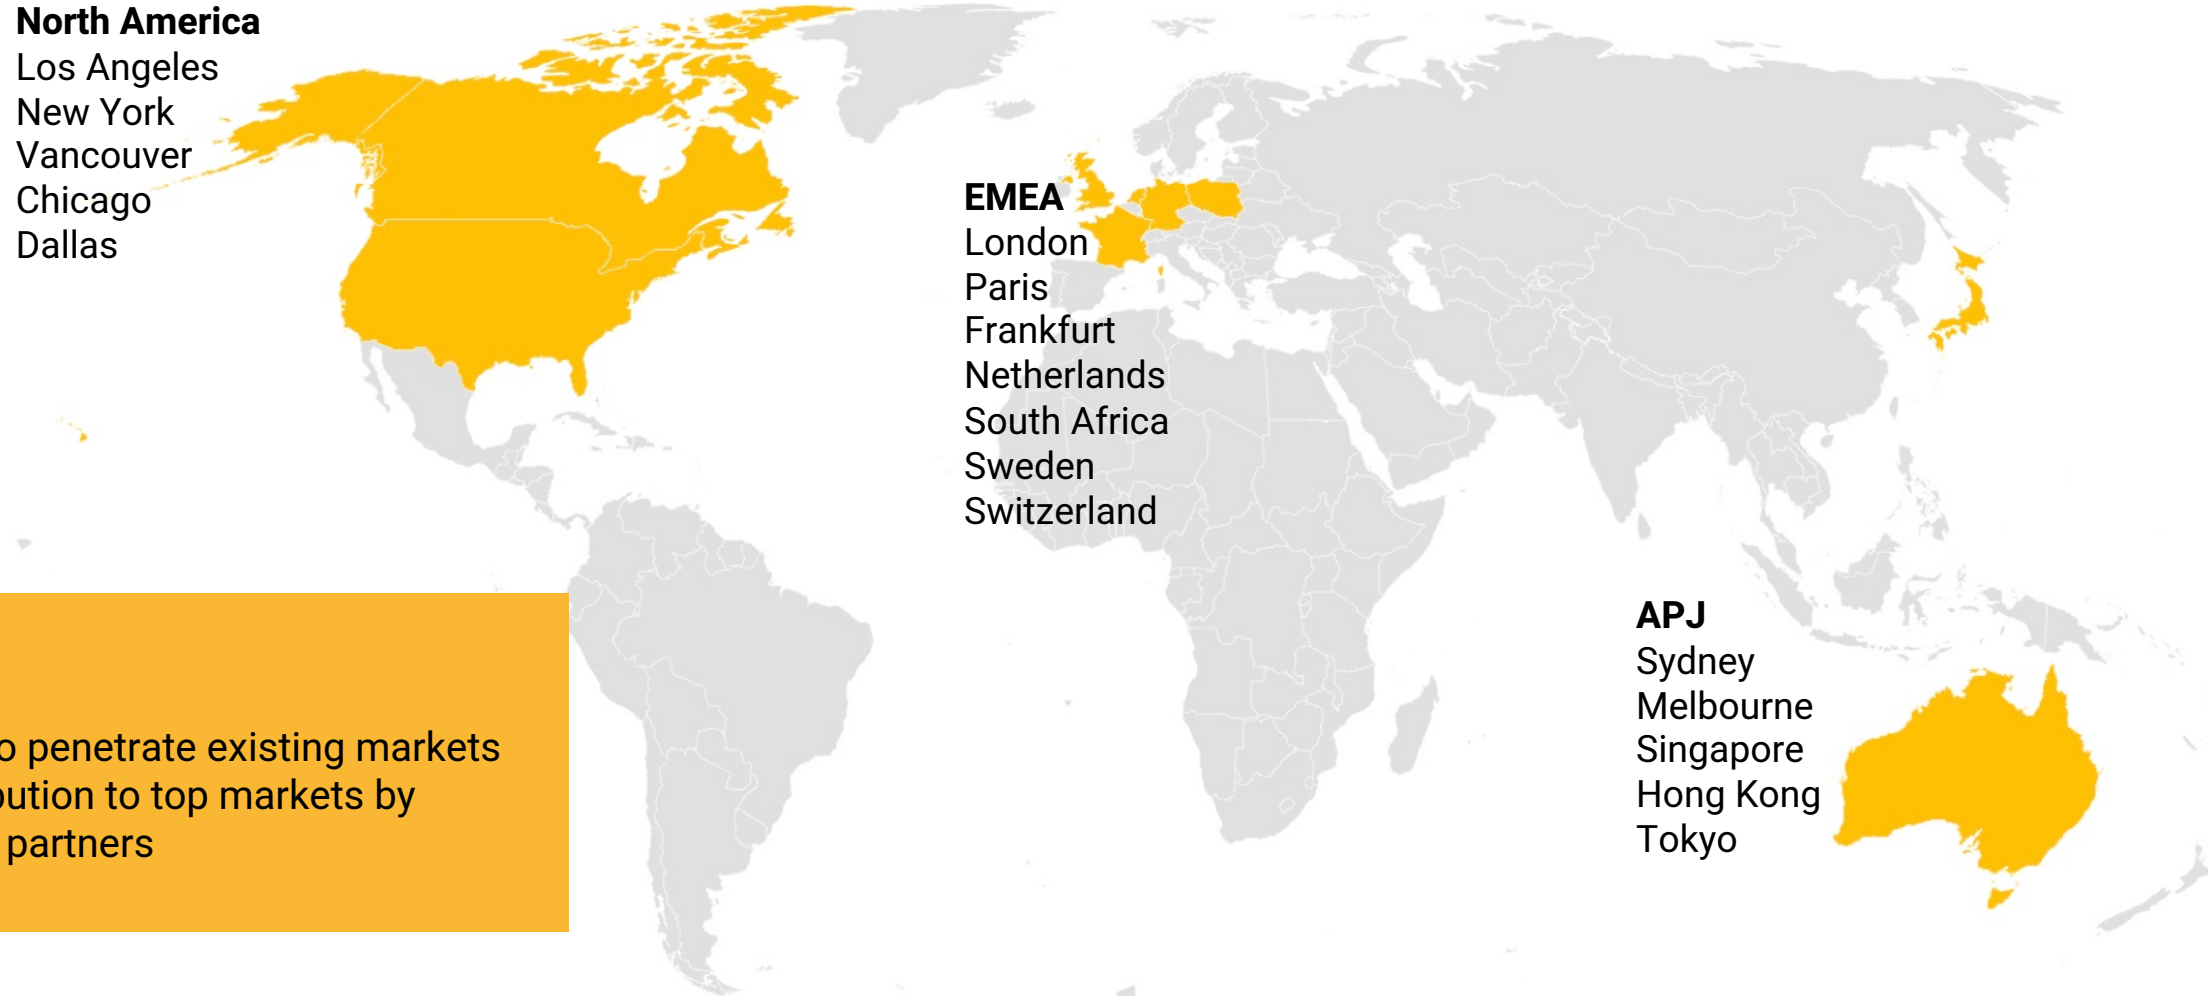 North America
Los Angeles
New York
Vancouver
Chicago
Dallas
EMEA
London
Paris
Frankfurt
Netherlands
South Africa
Sweden
Switzerland
APJ
Sydney
Melbourne
Singapore
Hong Kong
Tokyo
penetrate existing markets
to top markets by
partners